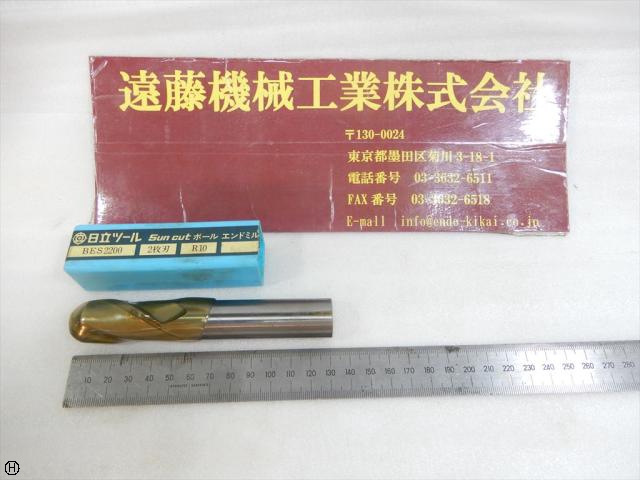 遠藤機械工業株式会社
〒130-0024
東京都墨田区菊川 3-18-1
電話番号 03-3632-6511
FAX 番号 03-3632-6518
E-mail info@endo-kikai.co.jp
日立ツール Sun cut ボール エンドミル
BES2200 2枚刃 R10
10 20 30 40 50 60 70 80 90 100 110 120 130 140 150 160 170 180 190 200 210 220 230 240 250 260 270 280
H